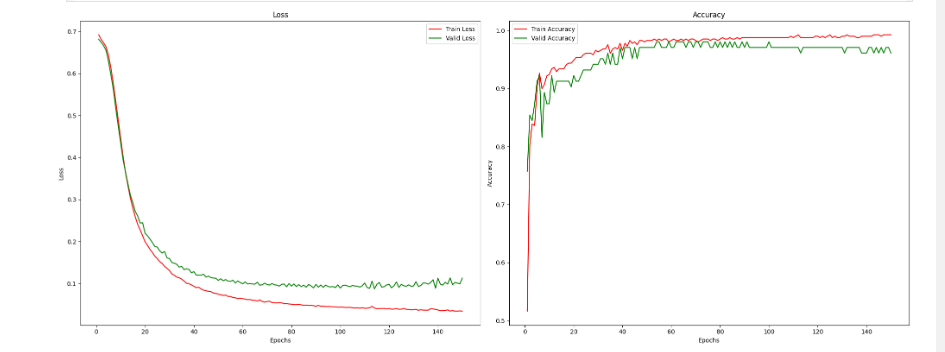 Loss
Train Loss
Valid Loss
0.7
0.6
0.5
0.4
0.3
0.2
0.1
Loss
0 20 40 60 80 100 120 140
Epochs
Accuracy
Train Accuracy
Valid Accuracy
1.0
0.9
0.8
0.7
0.6
0.5
Accuracy
0 20 40 60 80 100 120 140
Epochs